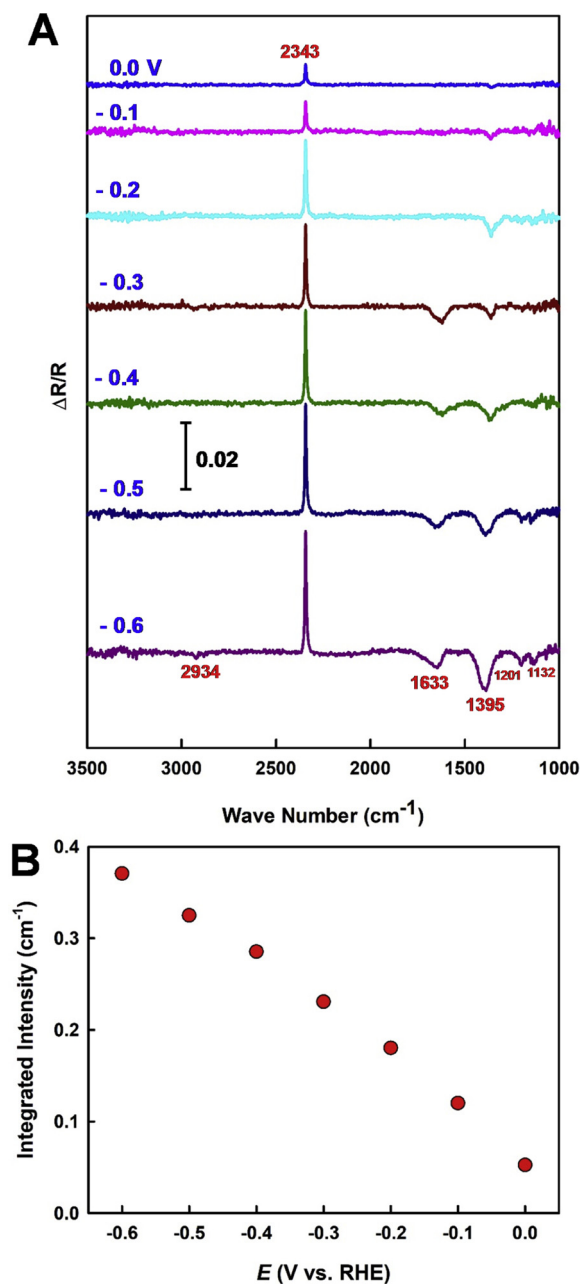 A
2343
0.0 V
- 0.1
- 0.2
- 0.3
- 0.4
0.02
- 0.5
- 0.6
2934
1633
1201
1132
1395
ΔR/R
3500 3000 2500 2000 1500 1000
Wave Number (cm⁻¹)
B
0.4
0.3
0.2
0.1
0.0
Integrated Intensity (cm⁻¹)
-0.6 -0.5 -0.4 -0.3 -0.2 -0.1 0.0
E (V vs. RHE)